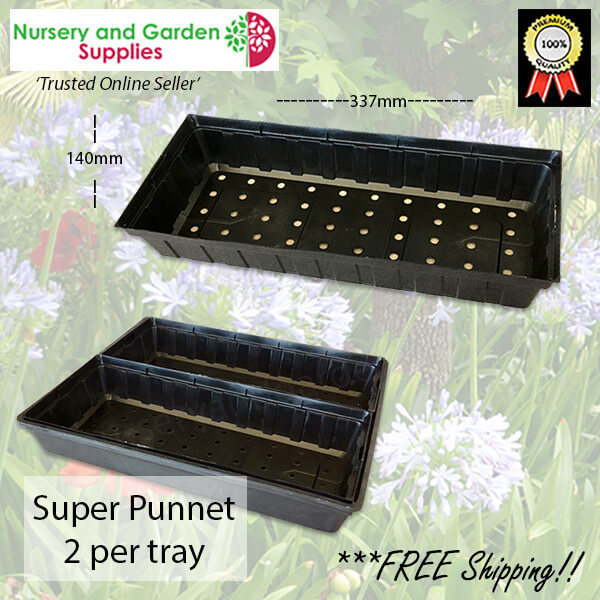 Nursery and Garden
Supplies
'Trusted Online Seller'
PREMIUM
100%
QUALITY
----------337mm---------
140mm
Super Punnet
2 per tray
***FREE Shipping!!